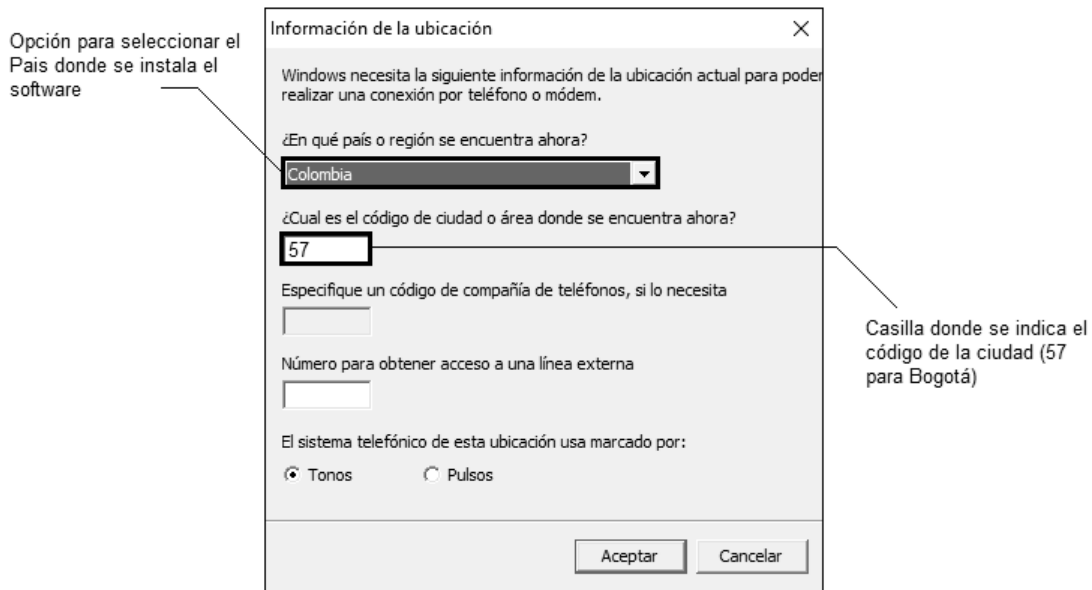 Opción para seleccionar el
Pais donde se instala el
software
Información de la ubicación
Windows necesita la siguiente información de la ubicación actual para poder
realizar una conexión por teléfono o módem.
¿En qué país o región se encuentra ahora?
Colombia
¿Cual es el código de ciudad o área donde se encuentra ahora?
57
Especifique un código de compañía de teléfonos, si lo necesita
Número para obtener acceso a una línea externa
El sistema telefónico de esta ubicación usa marcado por:
Tonos Pulsos
Aceptar Cancelar
Casilla donde se indica el
código de la ciudad (57
para Bogotá)